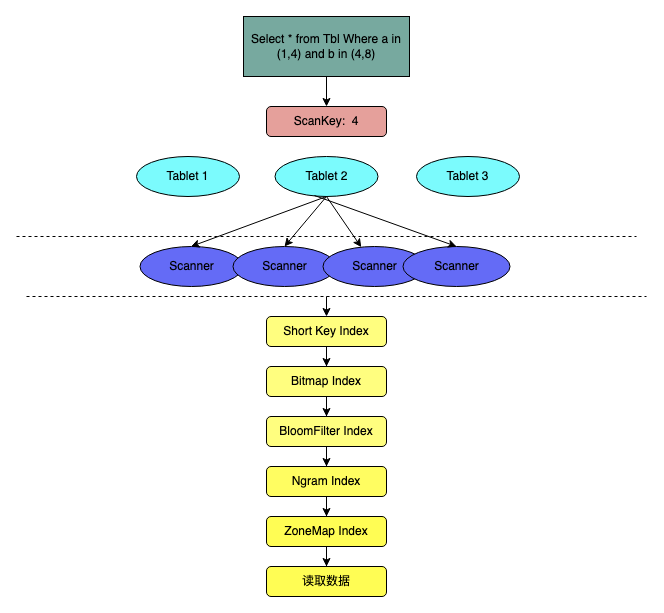 Select * from Tbl Where a in
(1,4) and b in (4,8)
ScanKey: 4
Tablet 1
Tablet 2
Tablet 3
Scanner
Scanner
Scanner
Scanner
Short Key Index
Bitmap Index
BloomFilter Index
Ngram Index
ZoneMap Index
读取数据